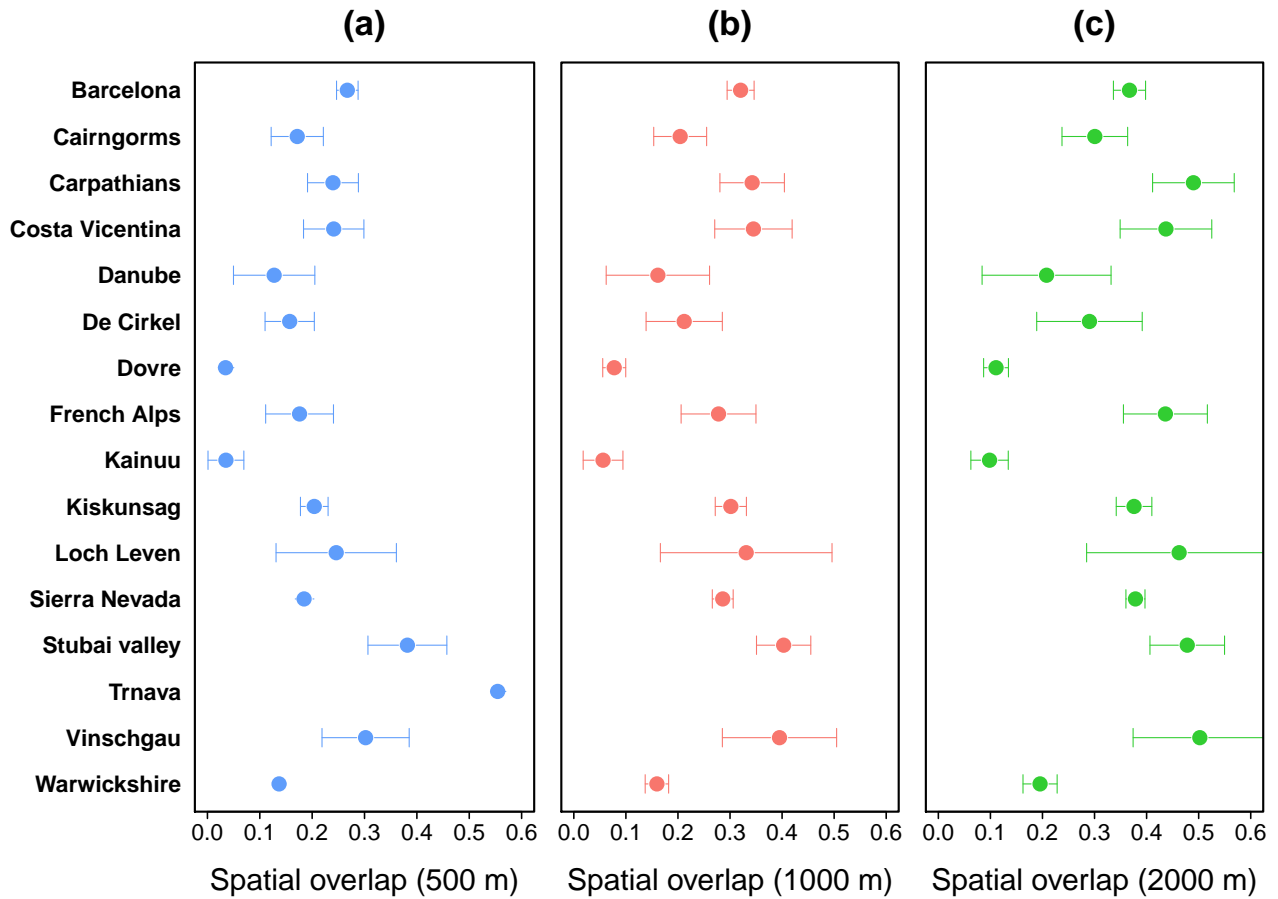 (a) (b) (c)
Barcelona
Cairngorms
Carpathians
Costa Vicentina
Danube
De Cirkel
Dovre
French Alps
Kainuu
Kiskunsag
Loch Leven
Sierra Nevada
Stubai valley
Trnava
Vinschgau
Warwickshire
0.0 0.1 0.2 0.3 0.4 0.5 0.6 0.0 0.1 0.2 0.3 0.4 0.5 0.6 0.0 0.1 0.2 0.3 0.4 0.5 0.6
Spatial overlap (500 m) Spatial overlap (1000 m) Spatial overlap (2000 m)